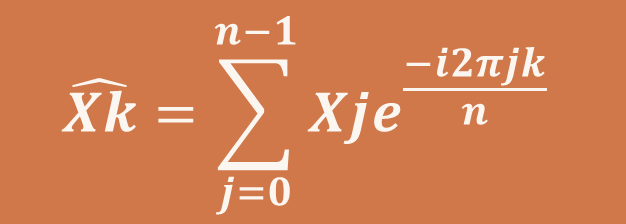 n−1
X̂k = ∑ Xje −i2πjk / n
j=0